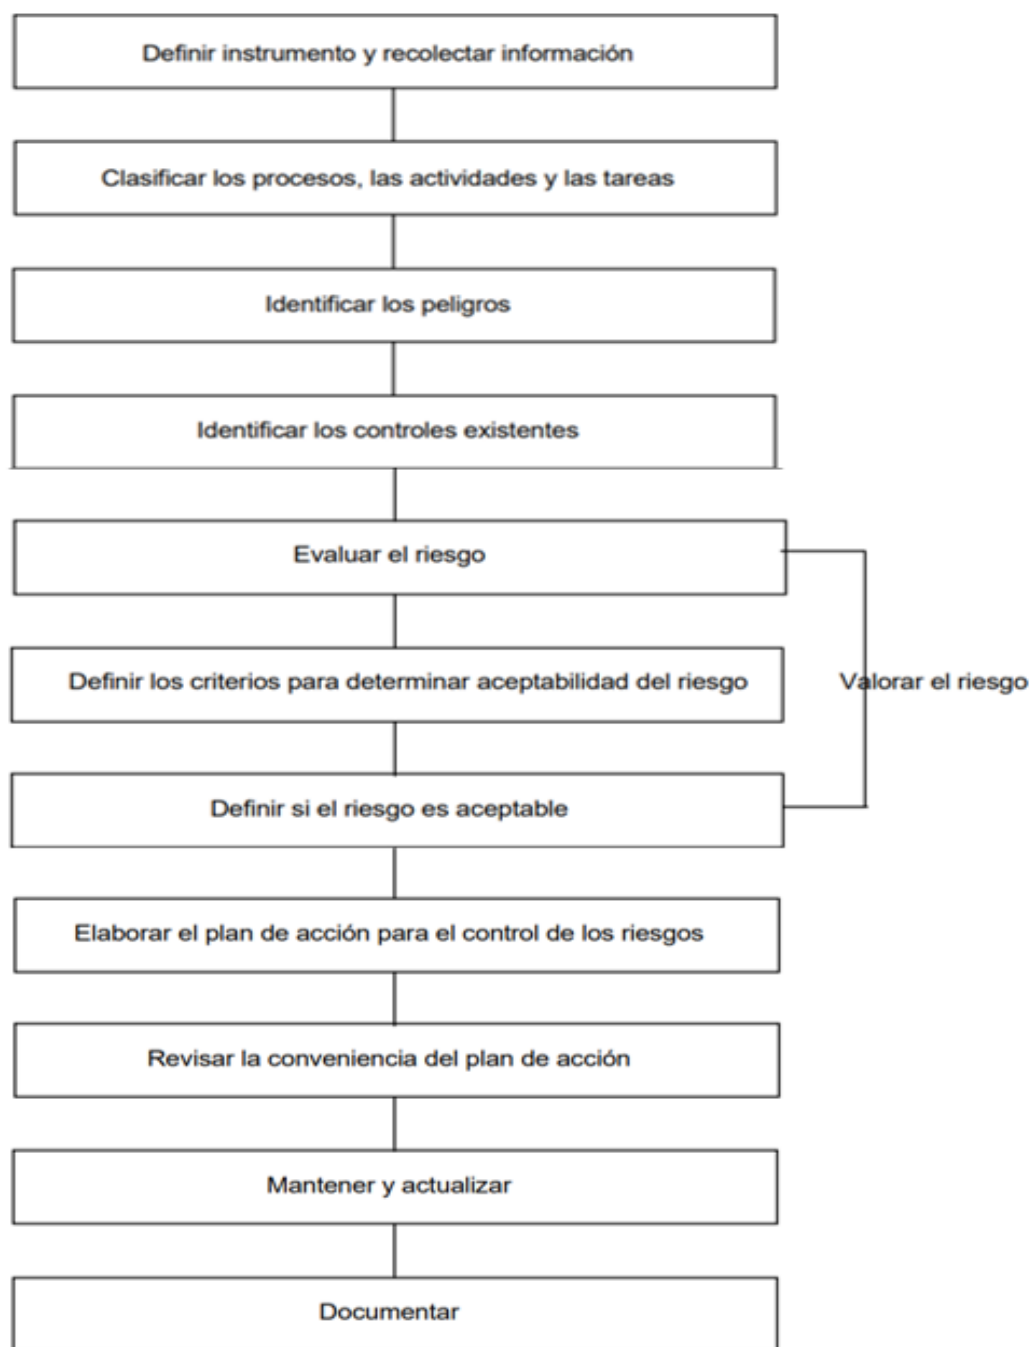 Definir instrumento y recolectar información
Clasificar los procesos, las actividades y las tareas
Identificar los peligros
Identificar los controles existentes
Evaluar el riesgo
Definir los criterios para determinar aceptabilidad del riesgo
Valorar el riesgo
Definir si el riesgo es aceptable
Elaborar el plan de acción para el control de los riesgos
Revisar la conveniencia del plan de acción
Mantener y actualizar
Documentar